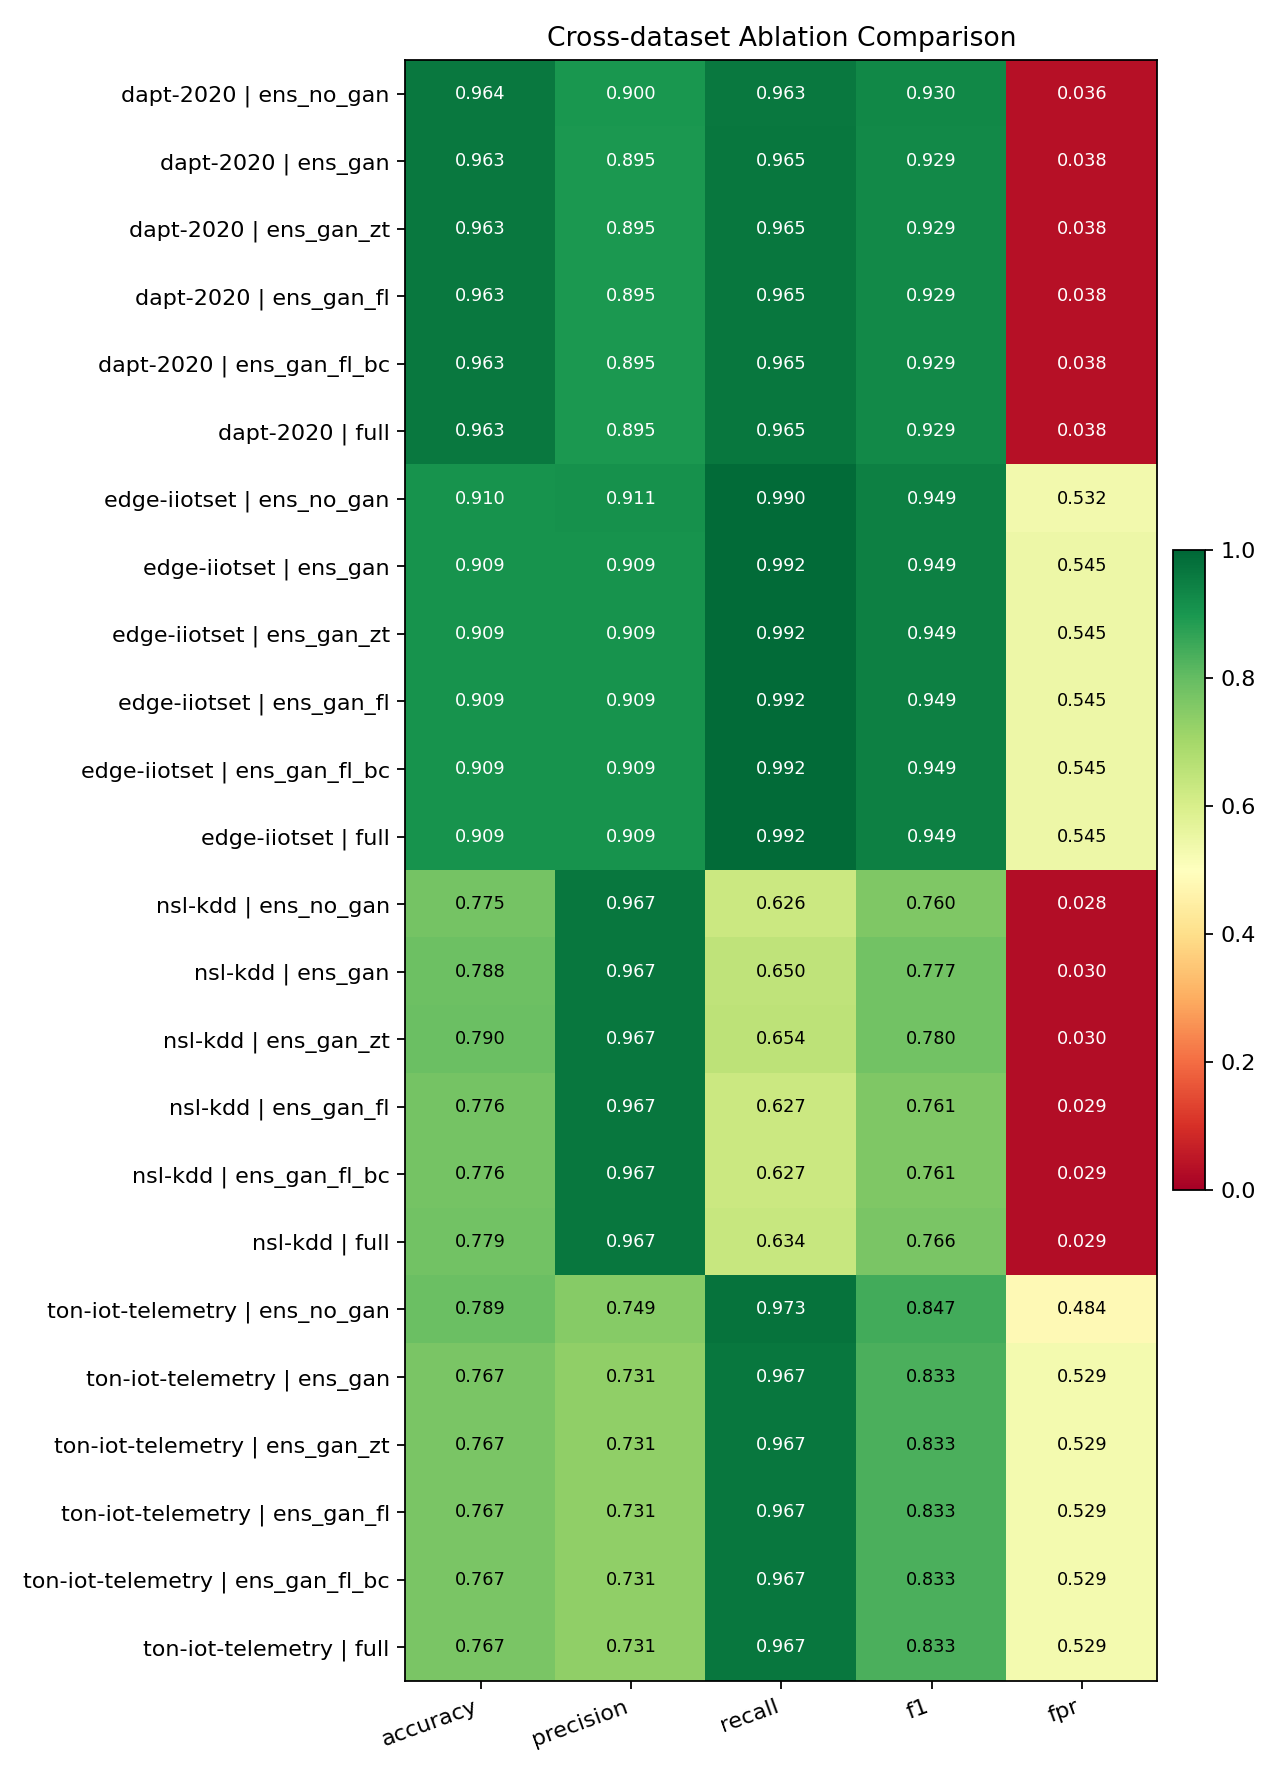 Cross-dataset Ablation Comparison
dapt-2020 | ens_no_gan 0.964 0.900 0.963 0.930 0.036
dapt-2020 | ens_gan 0.963 0.895 0.965 0.929 0.038
dapt-2020 | ens_gan_zt 0.963 0.895 0.965 0.929 0.038
dapt-2020 | ens_gan_fl 0.963 0.895 0.965 0.929 0.038
dapt-2020 | ens_gan_fl_bc 0.963 0.895 0.965 0.929 0.038
dapt-2020 | full 0.963 0.895 0.965 0.929 0.038
edge-iiotset | ens_no_gan 0.910 0.911 0.990 0.949 0.532
edge-iiotset | ens_gan 0.909 0.909 0.992 0.949 0.545
edge-iiotset | ens_gan_zt 0.909 0.909 0.992 0.949 0.545
edge-iiotset | ens_gan_fl 0.909 0.909 0.992 0.949 0.545
edge-iiotset | ens_gan_fl_bc 0.909 0.909 0.992 0.949 0.545
edge-iiotset | full 0.909 0.909 0.992 0.949 0.545
nsl-kdd | ens_no_gan 0.775 0.967 0.626 0.760 0.028
nsl-kdd | ens_gan 0.788 0.967 0.650 0.777 0.030
nsl-kdd | ens_gan_zt 0.790 0.967 0.654 0.780 0.030
nsl-kdd | ens_gan_fl 0.776 0.967 0.627 0.761 0.029
nsl-kdd | ens_gan_fl_bc 0.776 0.967 0.627 0.761 0.029
nsl-kdd | full 0.779 0.967 0.634 0.766 0.029
ton-iot-telemetry | ens_no_gan 0.789 0.749 0.973 0.847 0.484
ton-iot-telemetry | ens_gan 0.767 0.731 0.967 0.833 0.529
ton-iot-telemetry | ens_gan_zt 0.767 0.731 0.967 0.833 0.529
ton-iot-telemetry | ens_gan_fl 0.767 0.731 0.967 0.833 0.529
ton-iot-telemetry | ens_gan_fl_bc 0.767 0.731 0.967 0.833 0.529
ton-iot-telemetry | full 0.767 0.731 0.967 0.833 0.529
accuracy precision recall f1 fpr
1.0
0.8
0.6
0.4
0.2
0.0